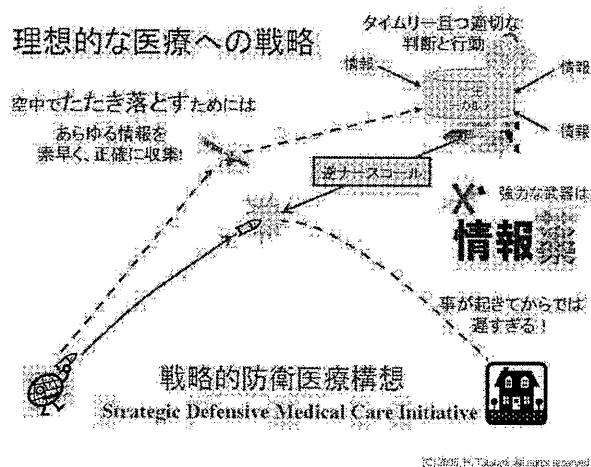 理想的な医療への戦略
タイムリー且つ適切な
判断と行動
情報
情報
情報
空中でたたき落とすためには
あらゆる情報を
素早く、正確に収集!
逆ナースコール
強力な武器は
情報
事が起きてからでは
遅すぎる!
戦略的防衛医療構想
Strategic Defensive Medical Care Initiative
All rights reserved